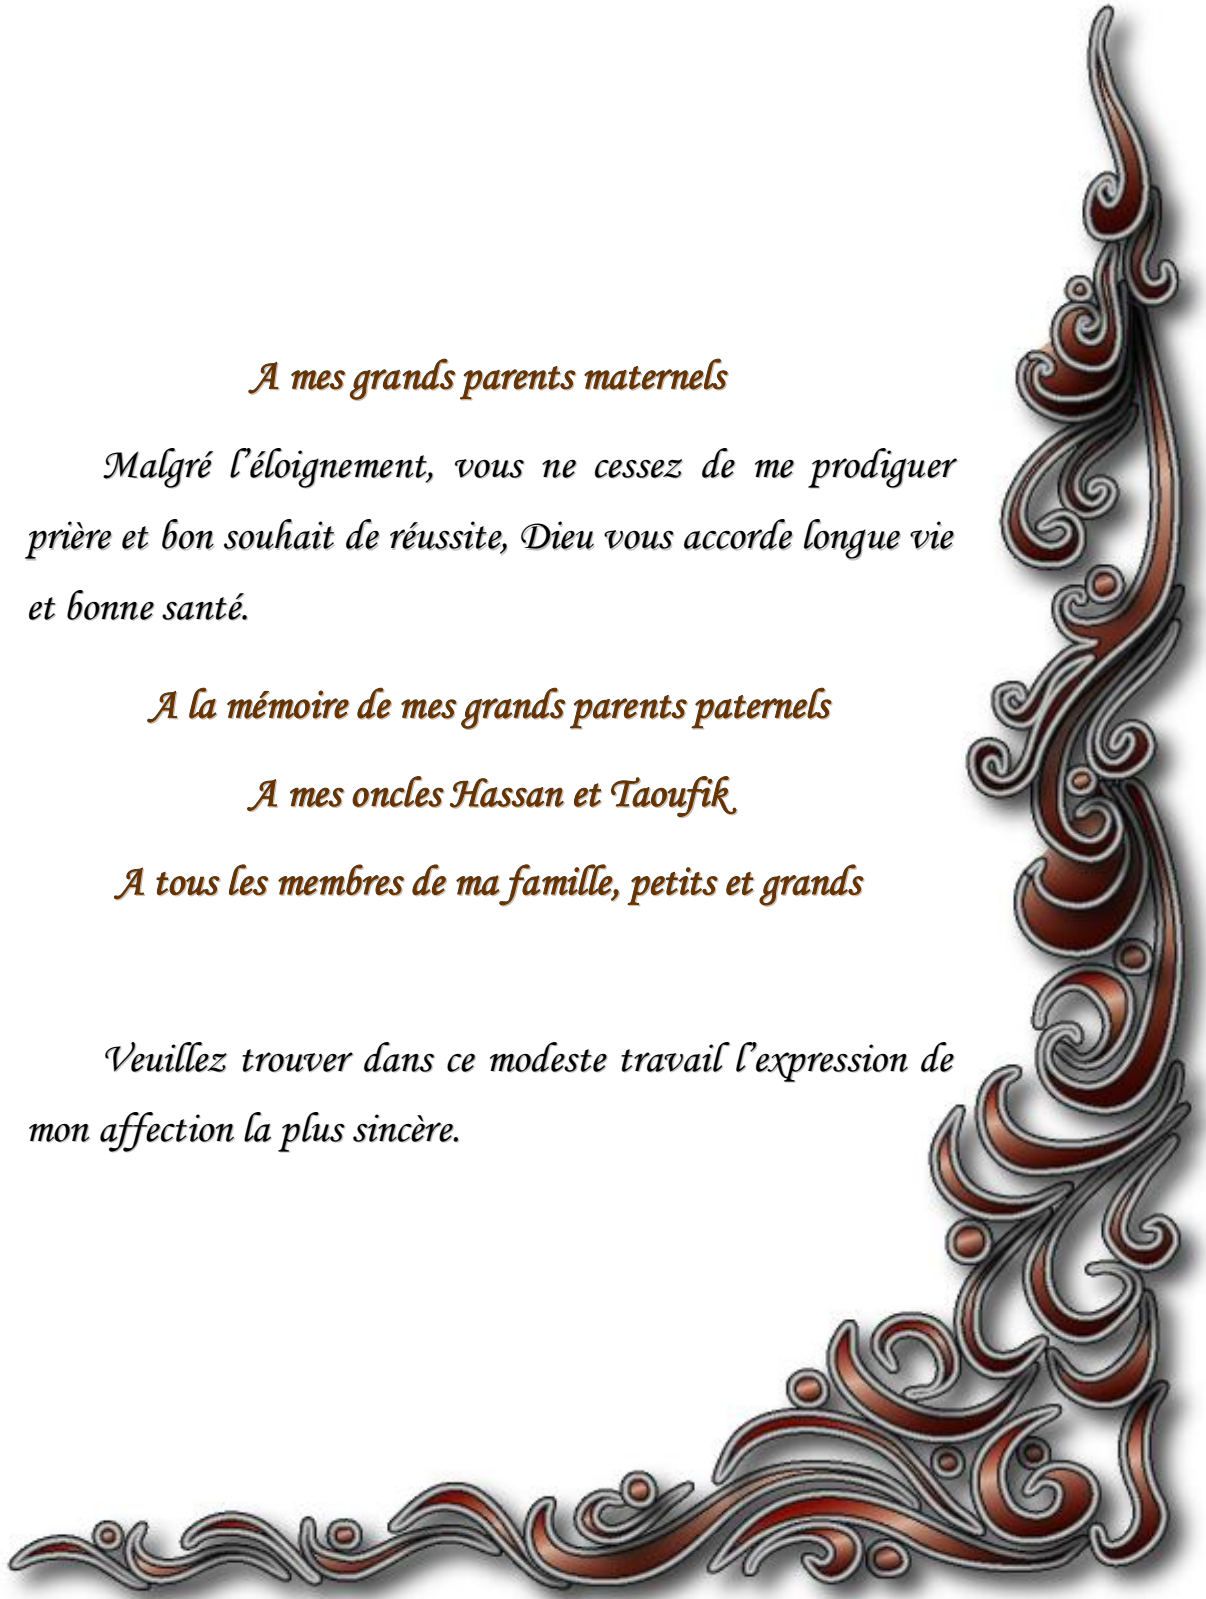 A mes grands parents maternels
Malgré l’éloignement, vous ne cessez de me prodiguer
prière et bon souhait de réussite, Dieu vous accorde longue vie
et bonne santé.
A la mémoire de mes grands parents paternels
A mes oncles Hassan et Taoufik
A tous les membres de ma famille, petits et grands
Veuillez trouver dans ce modeste travail l’expression de
mon affection la plus sincère.